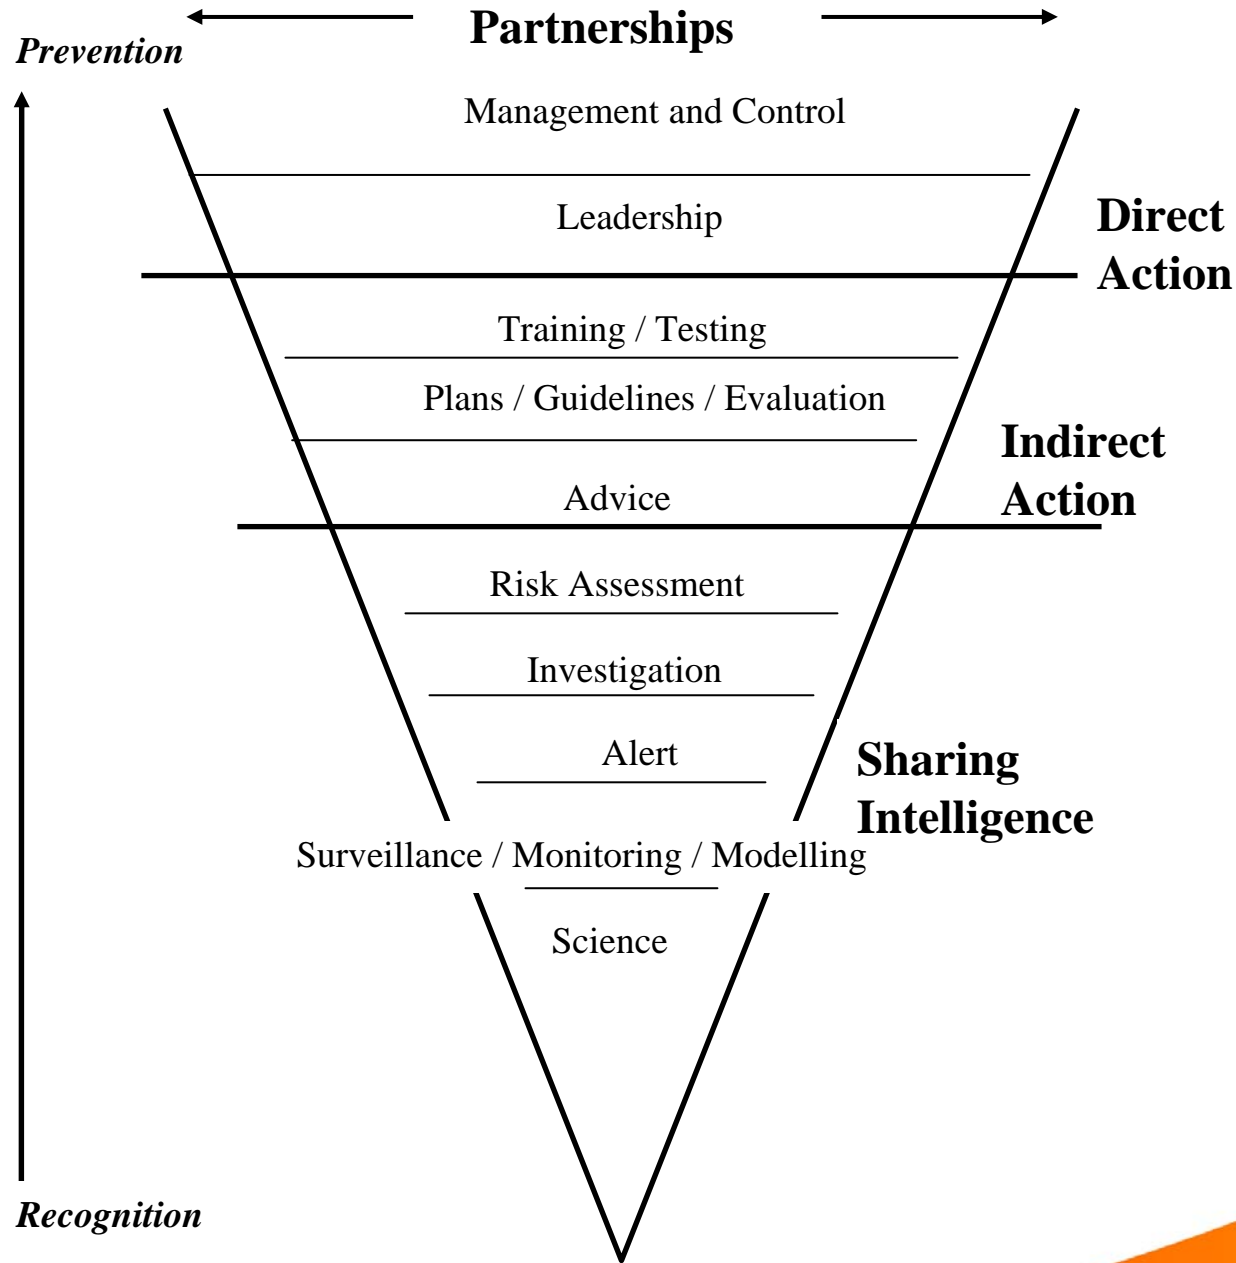 Partnerships
Prevention
Management and Control
Leadership
Direct
Action
Training / Testing
Plans / Guidelines / Evaluation
Indirect
Action
Advice
Risk Assessment
Investigation
Alert
Sharing
Intelligence
Surveillance / Monitoring / Modelling
Science
Recognition